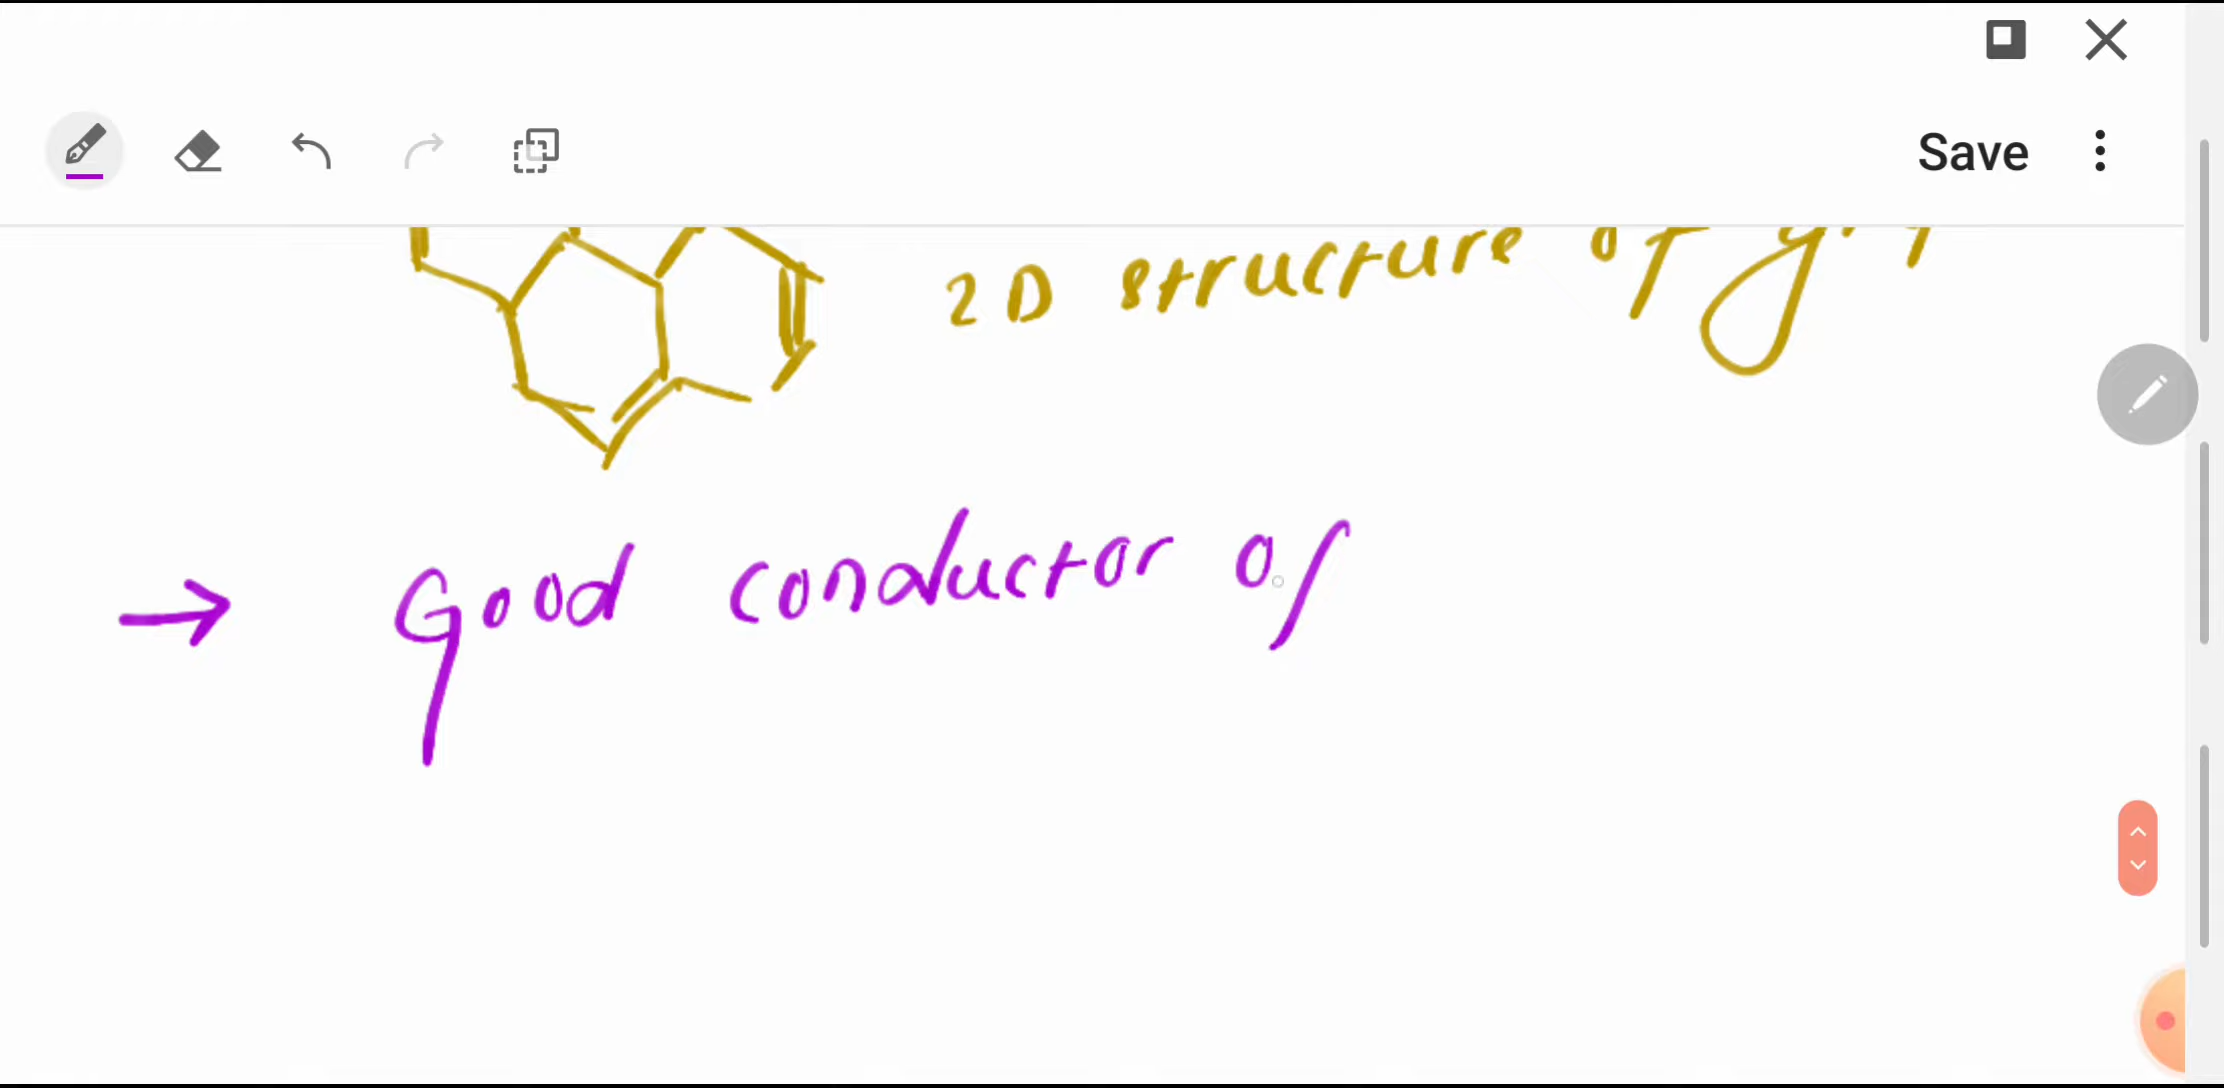 Save
2D structure of
→ Good conductor of